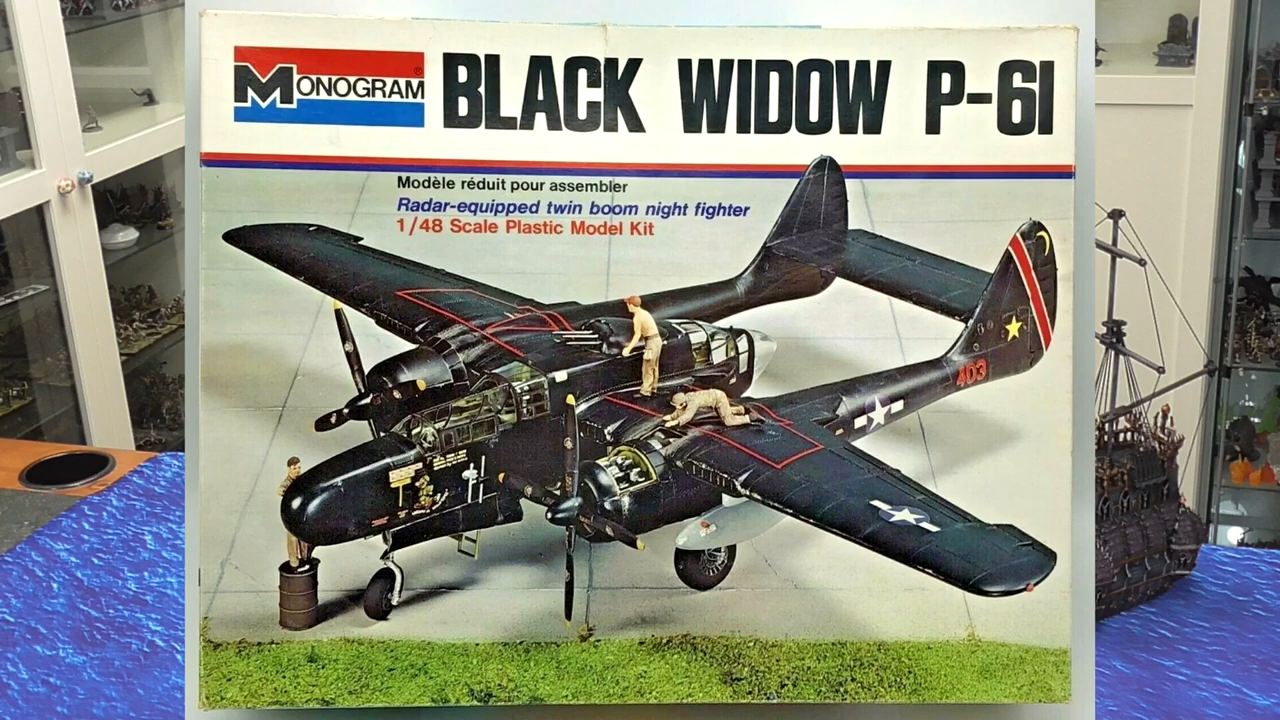 MONOGRAM®
BLACK WIDOW P-61
Modèle réduit pour assembler
Radar-equipped twin boom night fighter
1/48 Scale Plastic Model Kit
403